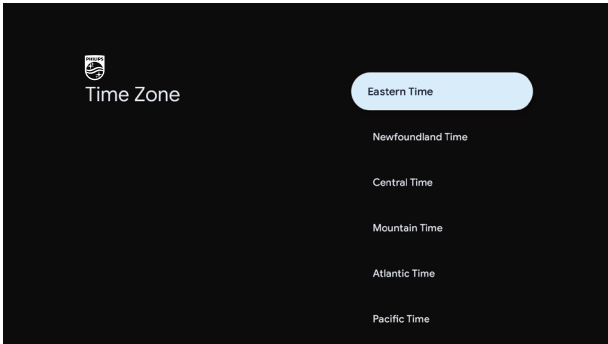 PHILIPS
Time Zone
Eastern Time
Newfoundland Time
Central Time
Mountain Time
Atlantic Time
Pacific Time